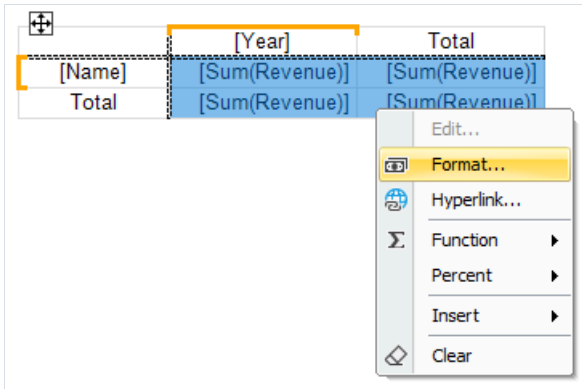 [Year] Total
[Name] [Sum(Revenue)] [Sum(Revenue)]
Total [Sum(Revenue)] [Sum(Revenue)]
Edit...
Format...
Hyperlink...
Σ Function
Percent
Insert
Clear